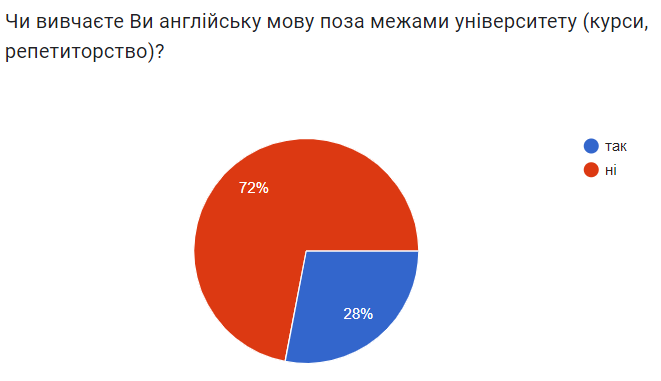 Чи вивчаєте Ви англійську мову поза межами університету (курси,
репетиторство)?
так
ні
72%
28%